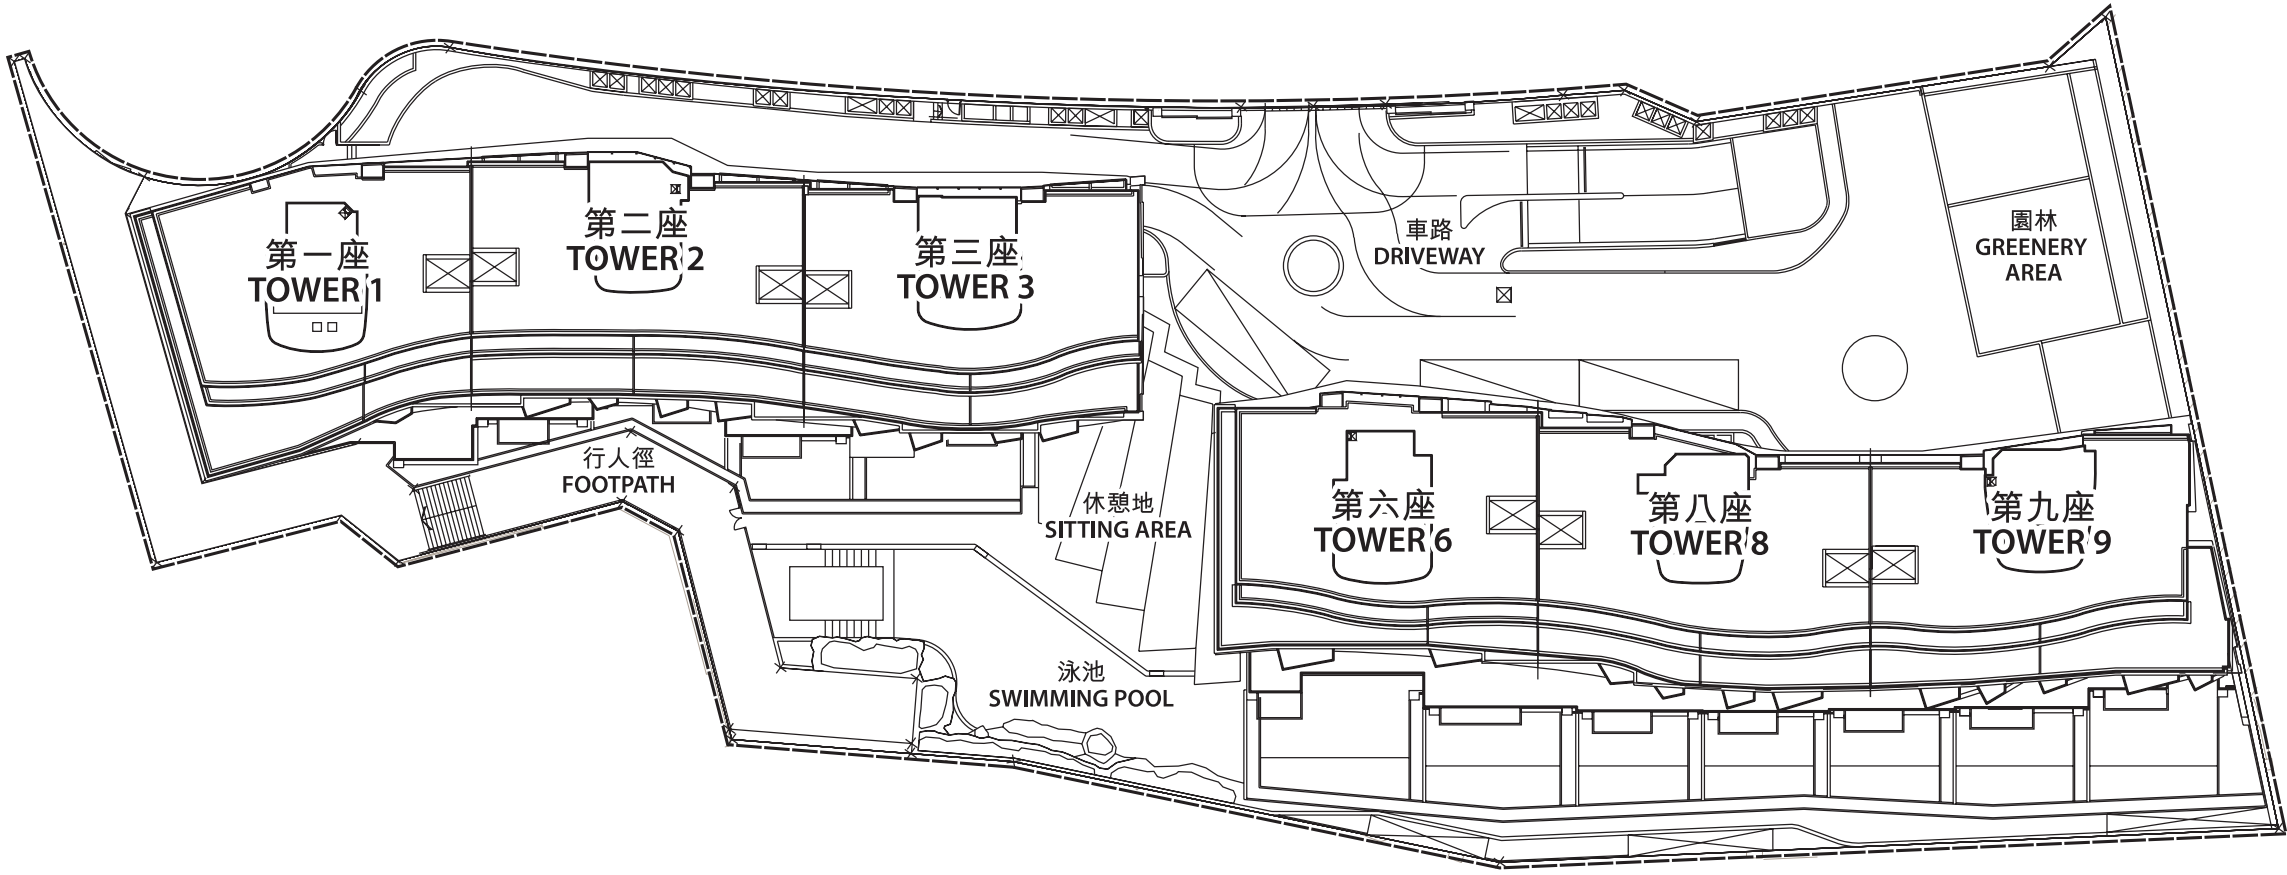 第一座
TOWER 1
第二座
TOWER 2
第三座
TOWER 3
車路
DRIVEWAY
園林
GREENERY
AREA
行人徑
FOOTPATH
休憩地
SITTING AREA
第六座
TOWER 6
第八座
TOWER 8
第九座
TOWER 9
泳池
SWIMMING POOL